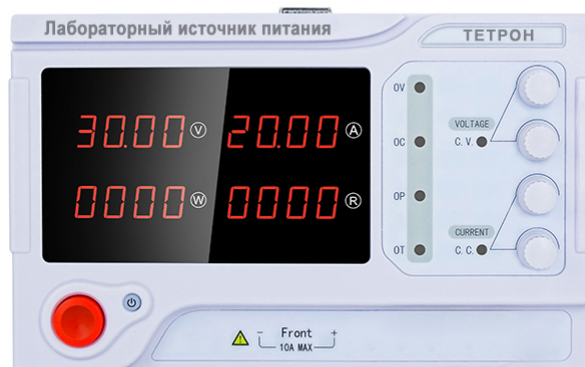 Лабораторный источник питания
ТЕТРОН
30.00 V 20.00 A
0000 W 0000 R
OV
OC
OP
OT
VOLTAGE
C. V.
CURRENT
C. C.
- Front +
10A MAX